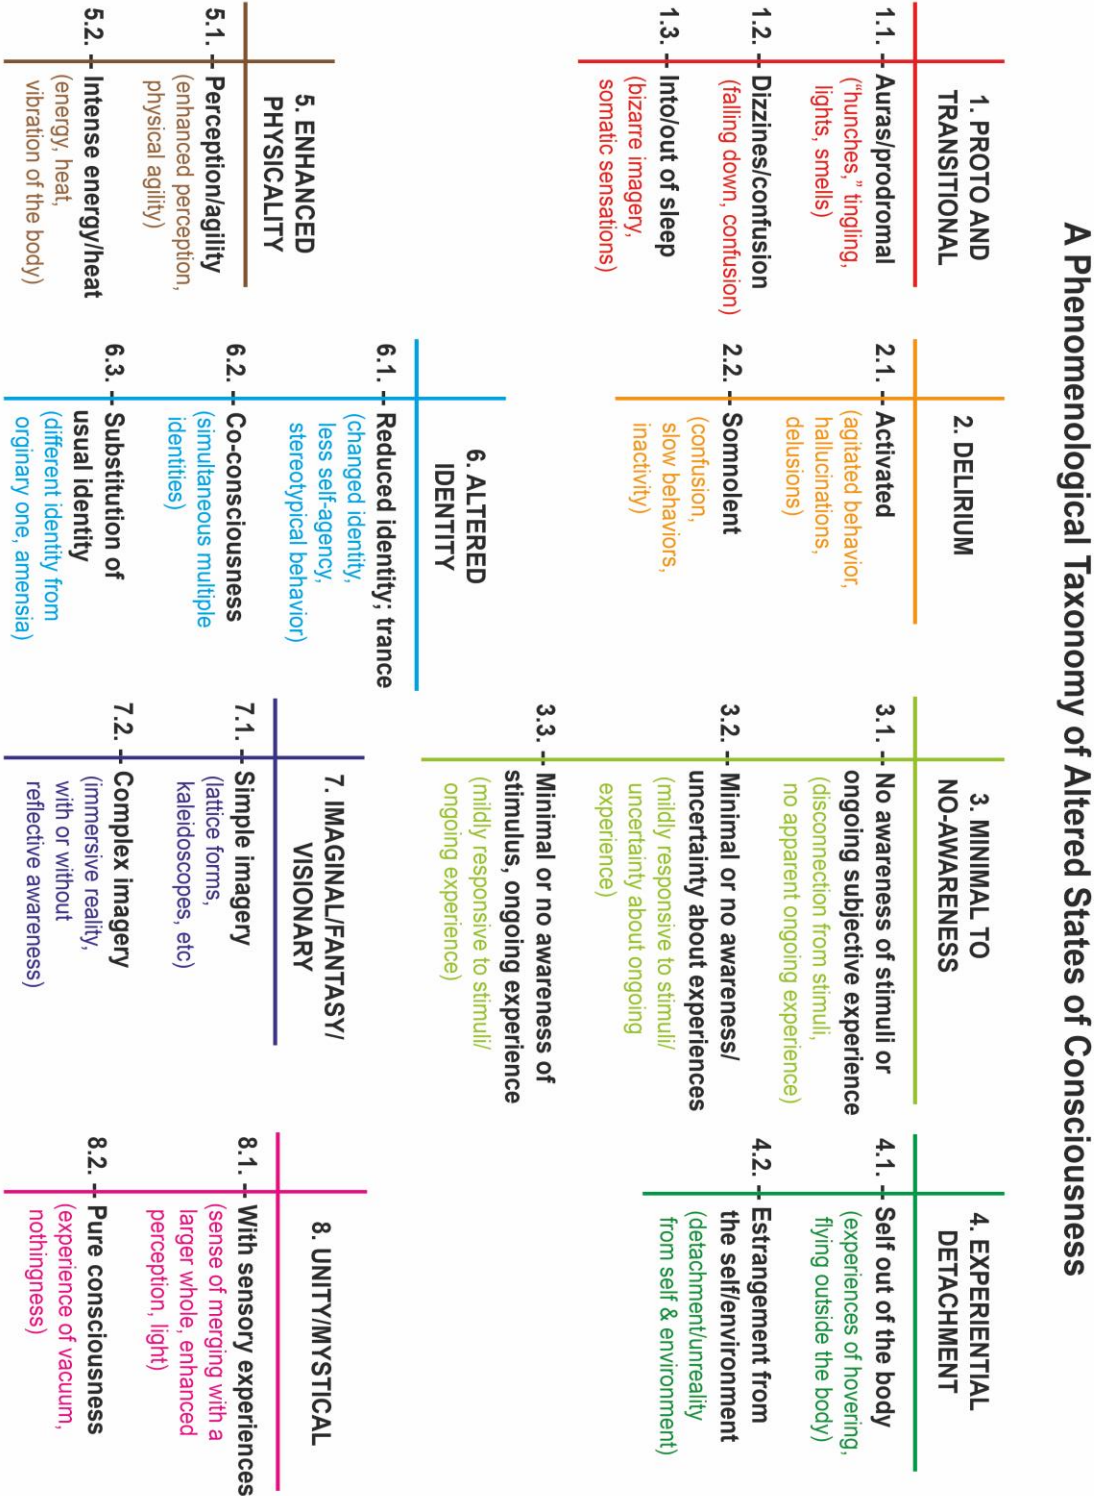 A Phenomenological Taxonomy of Altered States of Consciousness
1. PROTO AND
TRANSITIONAL
1.1. Auras/prodromal
("hunches," tingling,
lights, smells)
1.2. Dizzines/confusion
(falling down, confusion)
1.3. Into/out of sleep
(bizarre imagery,
somatic sensations)
2. DELIRIUM
2.1. Activated
(agitated behavior,
hallucinations,
delusions)
2.2. Somnolent
(confusion,
slow behaviors,
inactivity)
3. MINIMAL TO
NO-AWARENESS
3.1. No awareness of stimuli or
ongoing subjective experience
(disconnection from stimuli,
no apparent ongoing experience)
3.2. Minimal or no awareness/
uncertainty about experiences
(mildly responsive to stimuli/
uncertainty about ongoing
experience)
3.3. Minimal or no awareness of
stimulus, ongoing experience
(mildly responsive to stimuli/
ongoing experience)
4. EXPERIENTIAL
DETACHMENT
4.1. Self out of the body
(experiences of hovering,
flying outside the body)
4.2. Estrangement from
the self/environment
(detachment/unreality
from self & environment)
5. ENHANCED
PHYSICALITY
5.1. Perception/agility
(enhanced perception,
physical agility)
5.2. Intense energy/heat
(energy, heat,
vibration of the body)
6. ALTERED
IDENTITY
6.1. Reduced identity; trance
(changed identity,
less self-agency,
stereotypical behavior)
6.2. Co-consciousness
(simultaneous multiple
identities)
6.3. Substitution of
usual identity
(different identity from
orginary one, amensia)
7. IMAGINAL/FANTASY/
VISIONARY
7.1. Simple imagery
(lattice forms,
kaleidoscopes, etc)
7.2. Complex imagery
(immersive reality,
with or without
reflective awareness)
8. UNITY/MYSTICAL
8.1. With sensory experiences
(sense of merging with a
larger whole, enhanced
perception, light)
8.2. Pure consciousness
(experience of vacuum,
nothingness)